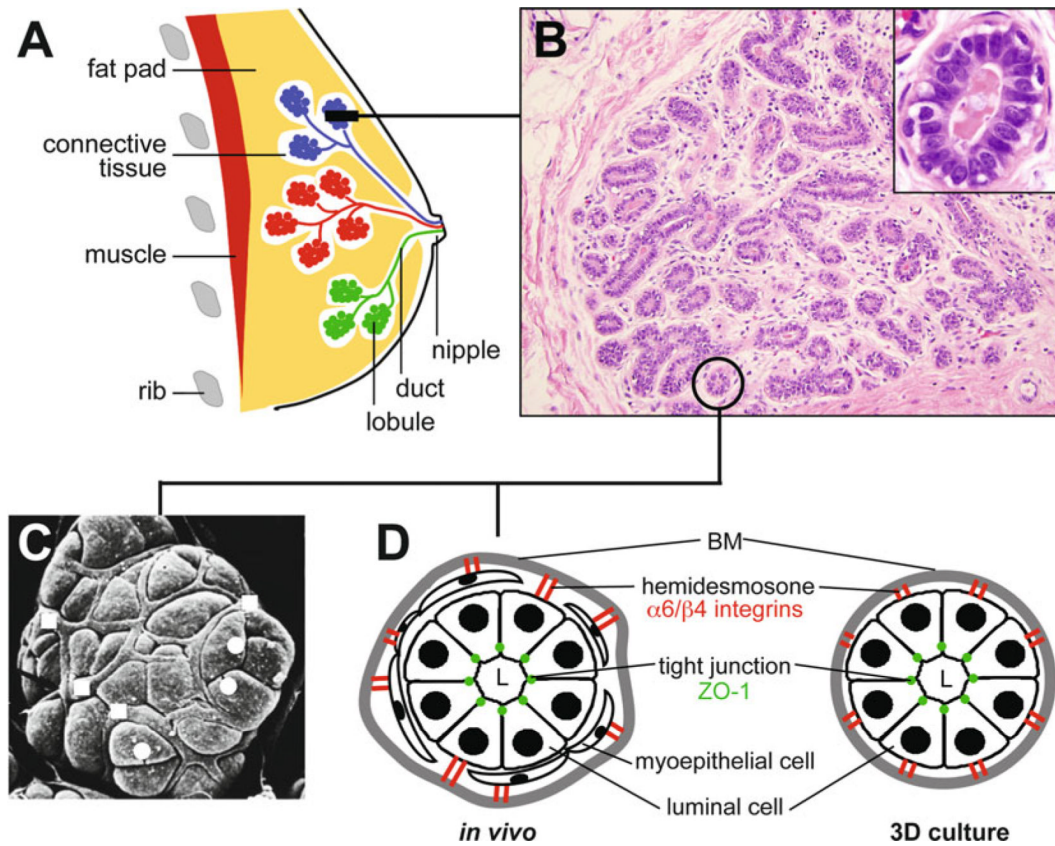 A
fat pad
connective
tissue
muscle
rib
nipple
duct
lobule
B
C
D
BM
hemidesmosone
α6/β4 integrins
tight junction
ZO-1
myoepithelial cell
luminal cell
L
L
in vivo
3D culture